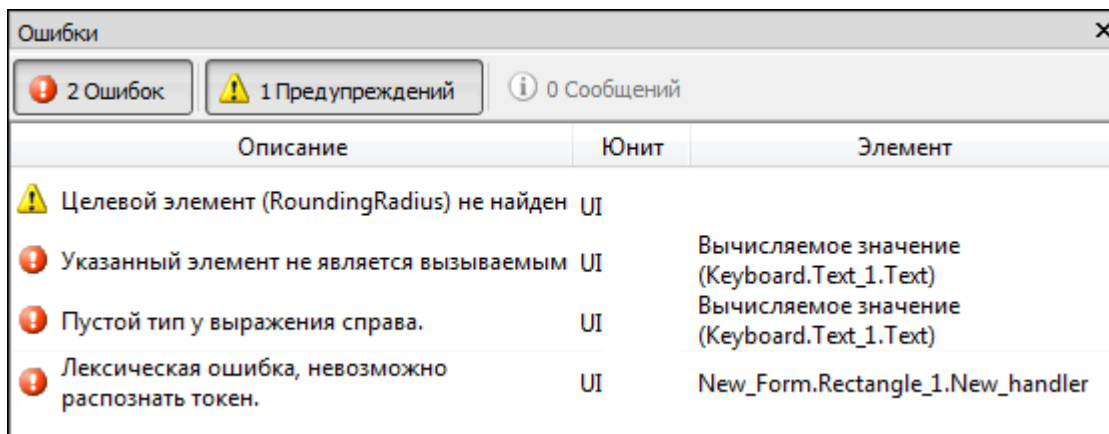 Ошибки
2 Ошибок 1 Предупреждений 0 Сообщений
Описание Юнит Элемент
Целевой элемент (RoundingRadius) не найден UI
Указанный элемент не является вызываемым UI Вычисляемое значение
(Keyboard.Text_1.Text)
Пустой тип у выражения справа. UI Вычисляемое значение
(Keyboard.Text_1.Text)
Лексическая ошибка, невозможно
распознать токен. UI New_Form.Rectangle_1.New_handler